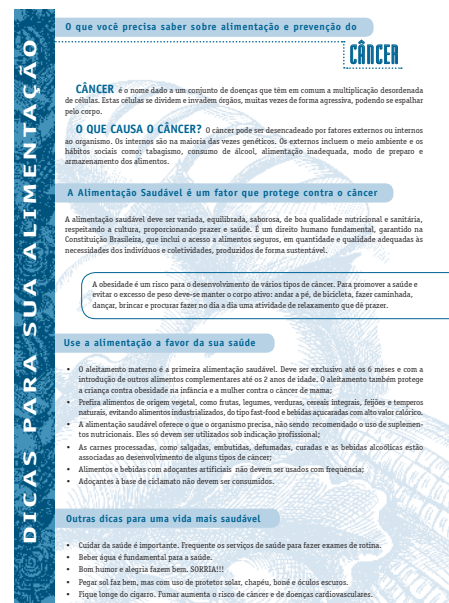 DICAS PARA SUA ALIMENTAÇÃO
O que você precisa saber sobre alimentação e prevenção do
CÂNCER
CÂNCER é o nome dado a um conjunto de doenças que têm em comum a multiplicação desordenada
de células. Estas células se dividem e invadem órgãos, muitas vezes de forma agressiva, podendo se espalhar
pelo corpo.
O QUE CAUSA O CÂNCER? O câncer pode ser desencadeado por fatores externos ou internos
ao organismo. Os internos são na maioria das vezes genéticos. Os externos incluem o meio ambiente e os
hábitos sociais como: tabagismo, consumo de álcool, alimentação inadequada, modo de preparo e
armazenamento dos alimentos.
A Alimentação Saudável é um fator que protege contra o câncer
A alimentação saudável deve ser variada, equilibrada, saborosa, de boa qualidade nutricional e sanitária,
respeitando a cultura, proporcionando prazer e saúde. É um direito humano fundamental, garantido na
Constituição Brasileira, que inclui o acesso a alimentos seguros, em quantidade e qualidade adequadas às
necessidades dos indivíduos e coletividades, produzidos de forma sustentável.
A obesidade é um risco para o desenvolvimento de vários tipos de câncer. Para promover a saúde e
evitar o excesso de peso deve-se manter o corpo ativo: andar a pé, de bicicleta, fazer caminhada,
dançar, brincar e procurar fazer no dia a dia uma atividade de relaxamento que dê prazer.
Use a alimentação a favor da sua saúde
• O aleitamento materno é a primeira alimentação saudável. Deve ser exclusivo até os 6 meses e com a
introdução de outros alimentos complementares até os 2 anos de idade. O aleitamento também protege
a criança contra obesidade na infância e a mulher contra o câncer de mama;
• Prefira alimentos de origem vegetal, como frutas, legumes, verduras, cereais integrais, feijões e temperos
naturais, evitando alimentos industrializados, do tipo fast-food e bebidas açucaradas com alto valor calórico.
• A alimentação saudável oferece o que o organismo precisa, não sendo recomendado o uso de suplemen-
tos nutricionais. Eles só devem ser utilizados sob indicação profissional;
• As carnes processadas, como salgadas, embutidas, defumadas, curadas e as bebidas alcoólicas estão
associadas ao desenvolvimento de alguns tipos de câncer;
• Alimentos e bebidas com adoçantes artificiais não devem ser usados com frequência;
• Adoçantes à base de ciclamato não devem ser consumidos.
Outras dicas para uma vida mais saudável
• Cuidar da saúde é importante. Frequente os serviços de saúde para fazer exames de rotina.
• Beber água é fundamental para a saúde.
• Bom humor e alegria fazem bem. SORRIA!!!
• Pegar sol faz bem, mas com uso de protetor solar, chapéu, boné e óculos escuros.
• Fique longe do cigarro. Fumar aumenta o risco de câncer e de doenças cardiovasculares.